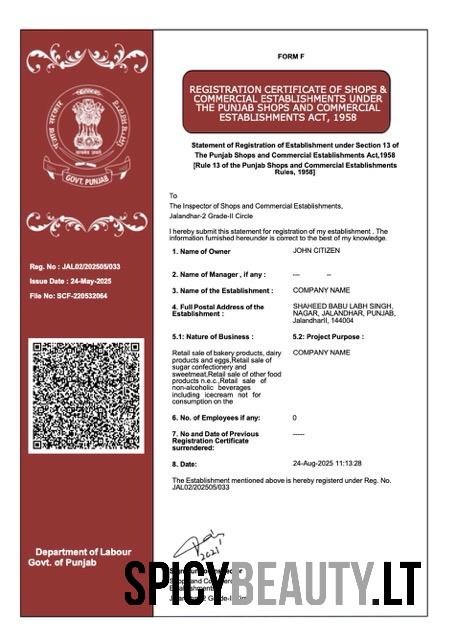 FORM F
REGISTRATION CERTIFICATE OF SHOPS &
COMMERCIAL ESTABLISHMENTS UNDER
THE PUNJAB SHOPS AND COMMERCIAL
ESTABLISHMENTS ACT, 1958
Statement of Registration of Establishment under Section 13 of
The Punjab Shops and Commercial Establishments Act,1958
[Rule 13 of the Punjab Shops and Commercial Establishments
Rules, 1958]
GOVT. PUNJAB
To
The Inspector of Shops and Commercial Establishments,
Jalandhar-2 Grade-II Circle
I hereby submit this statement for registration of my establishment . The
information furnished hereunder is correct to the best of my knowledge.
1. Name of Owner JOHN CITIZEN
2. Name of Manager , if any : --- --
3. Name of the Establishment : COMPANY NAME
4. Full Postal Address of the
Establishment :
SHAHEED BABU LABH SINGH,
NAGAR, JALANDHAR, PUNJAB,
JalandharII, 144004
5.1: Nature of Business : 5.2: Project Purpose :
Retail sale of bakery products, dairy
products and eggs,Retail sale of
sugar confectionery and
sweetmeat,Retail sale of other food
products n.e.c.,Retail sale of
non-alcoholic beverages
including icecream not for
consumption on the
COMPANY NAME
6. No. of Employees if any: 0
7. No and Date of Previous
Registration Certificate
surrendered:
-----
8. Date: 24-Aug-2025 11:13:28
The Establishment mentioned above is hereby registerd under Reg. No.
JAL02/202505/033
Reg. No : JAL02/202505/033
Issue Date : 24-May-2025
File No: SCF-220532064
Department of Labour
Govt. of Punjab
2021
Jalandhar-2 Grade-II
SPICYBEAUTY.LT